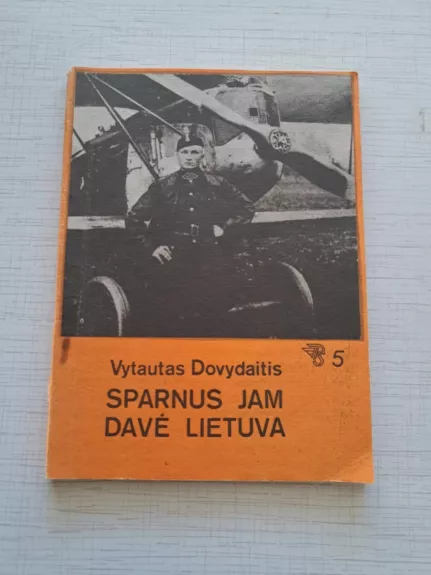 Vytautas Dovydaitis
5
SPARNUS JAM
DAVĖ LIETUVA